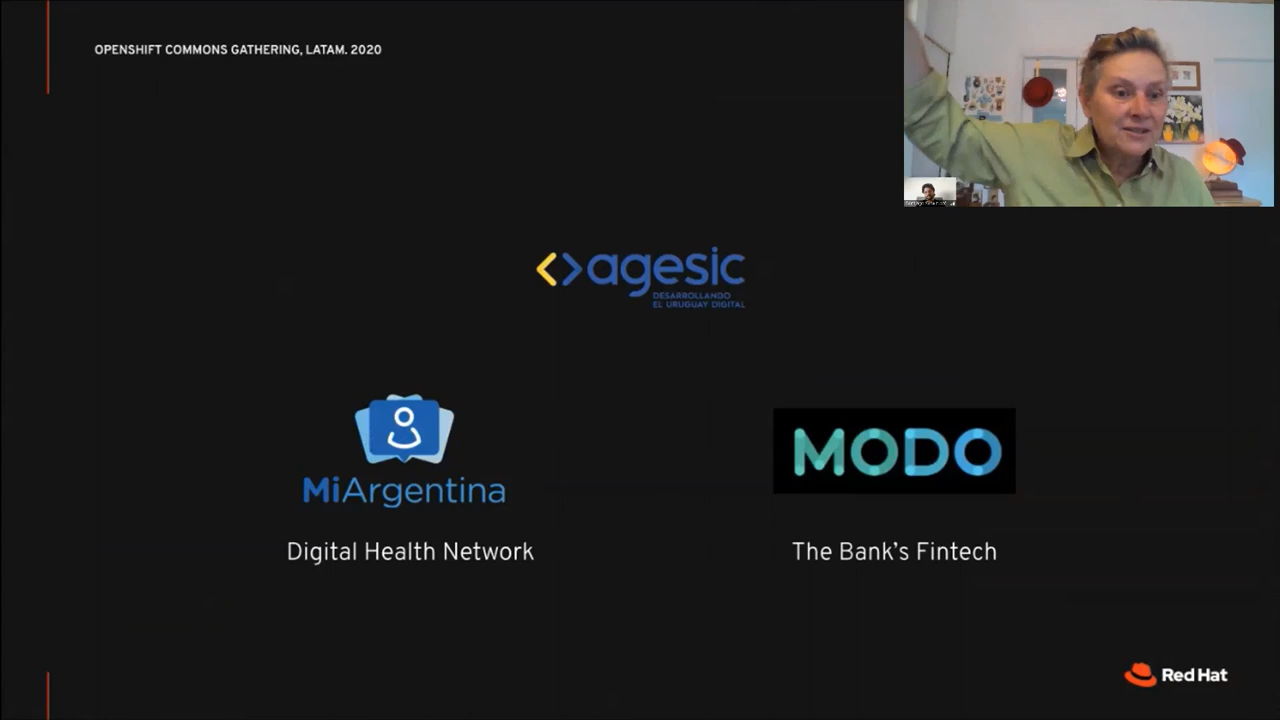 OPENSHIFT COMMONS GATHERING, LATAM. 2020
<>agesic
DESARROLLANDO
EL URUGUAY DIGITAL
MiArgentina
MODO
Digital Health Network
The Bank's Fintech
Red Hat